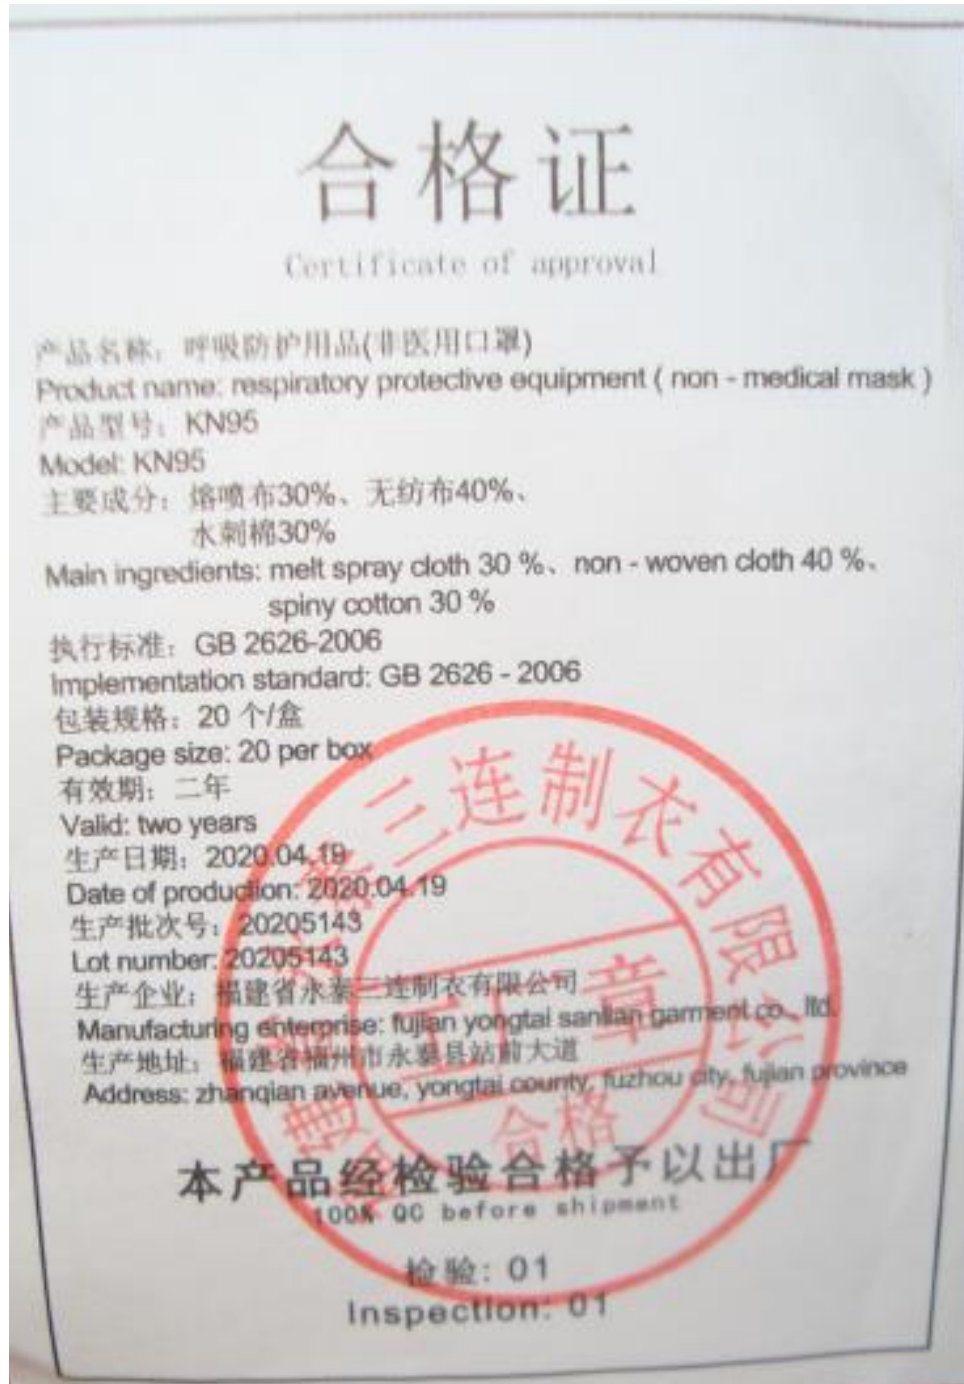 合格证
Certificate of approval
产品名称：呼吸防护用品(非医用口罩)
Product name: respiratory protective equipment ( non - medical mask )
产品型号：KN95
Model: KN95
主要成分：熔喷布30%、无纺布40%、
水刺棉30%
Main ingredients: melt spray cloth 30 %、non - woven cloth 40 %、
spiny cotton 30 %
执行标准：GB 2626-2006
Implementation standard: GB 2626 - 2006
包装规格：20 个/盒
Package size: 20 per box
有效期：二年
Valid: two years
生产日期：2020.04.19
Date of production: 2020.04.19
生产批次号：20205143
Lot number: 20205143
生产企业：福建省永泰三连制衣有限公司
Manufacturing enterprise: fujian yongtai sanlian garment co., ltd.
生产地址：福建省福州市永泰县站前大道
Address: zhanqian avenue, yongtai county, fuzhou city, fujian province
福建省永泰三连制衣有限公司
章
合格
本产品经检验合格予以出厂
100% QC before shipment
检验: 01
Inspection: 01